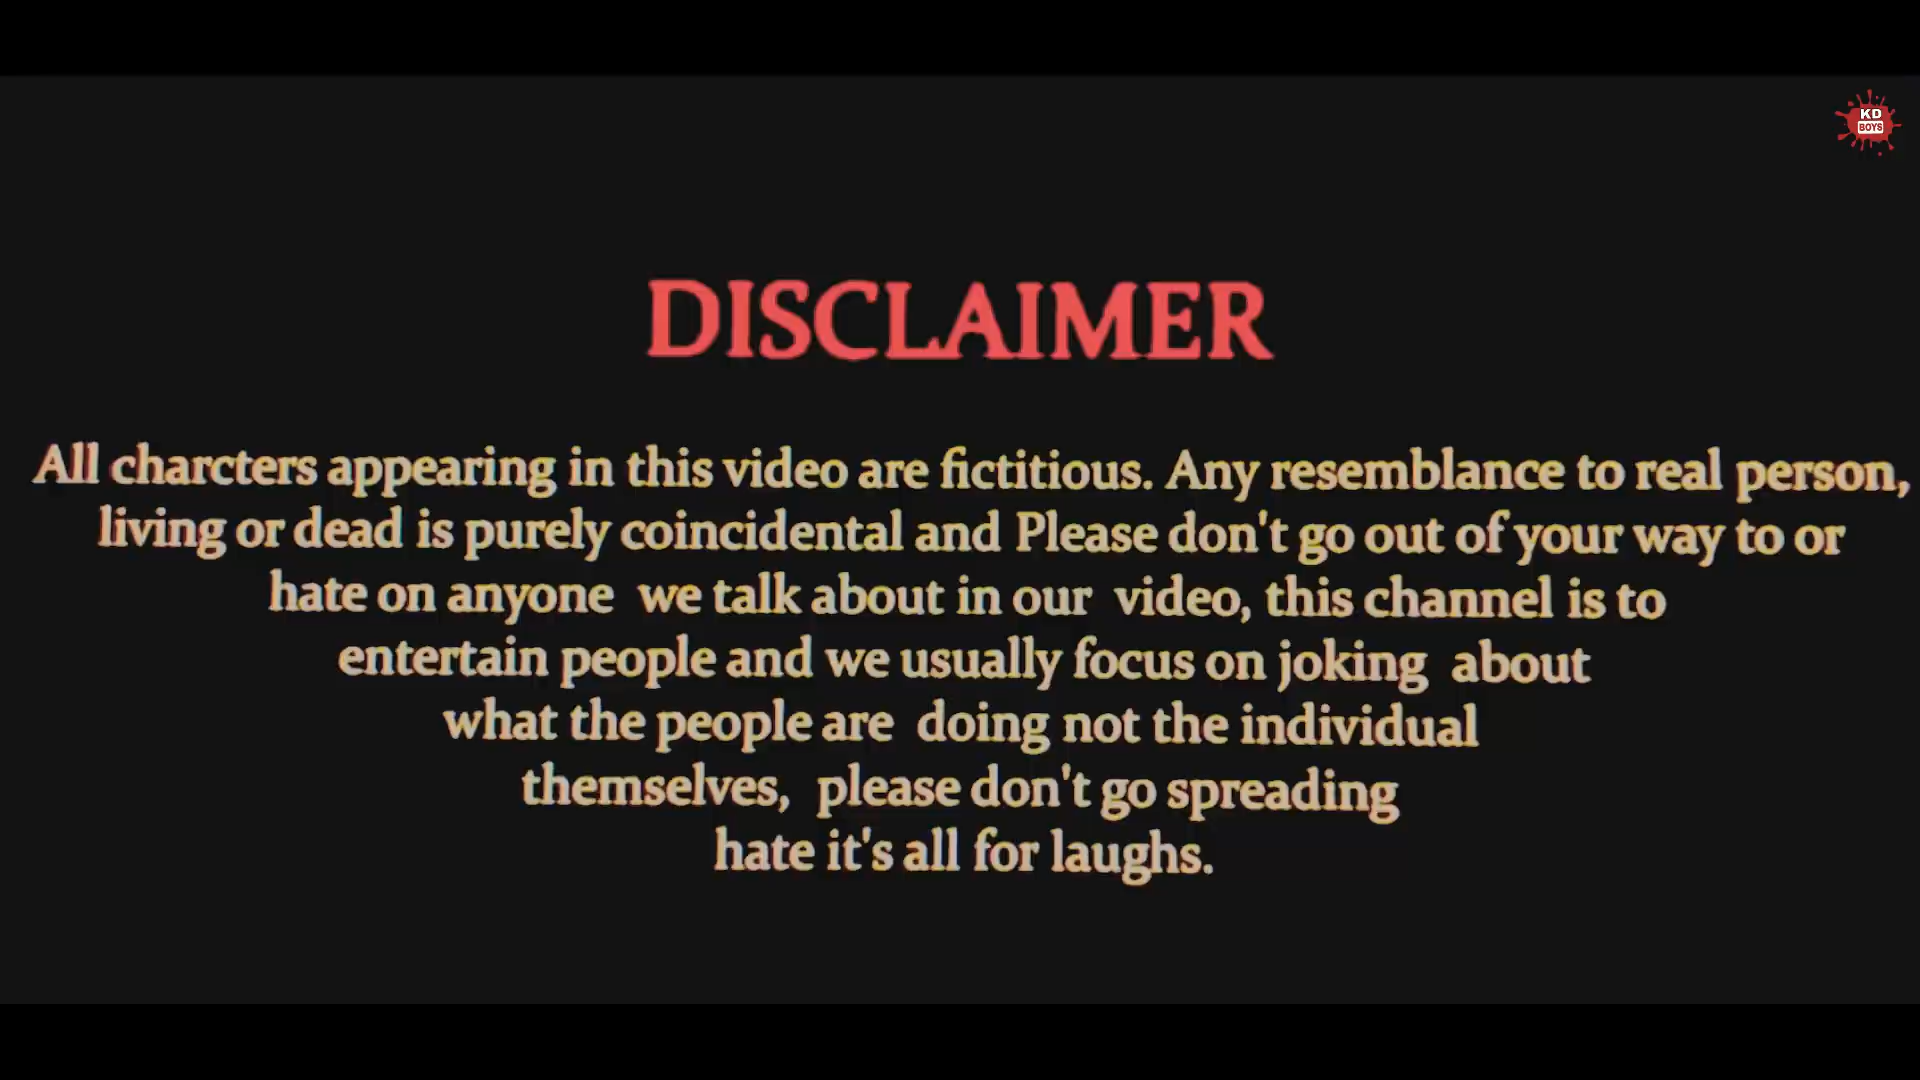 KD
BOYS
DISCLAIMER
All charcters appearing in this video are fictitious. Any resemblance to real person,
living or dead is purely coincidental and Please don't go out of your way to or
hate on anyone we talk about in our video, this channel is to
entertain people and we usually focus on joking about
what the people are doing not the individual
themselves, please don't go spreading
hate it's all for laughs.